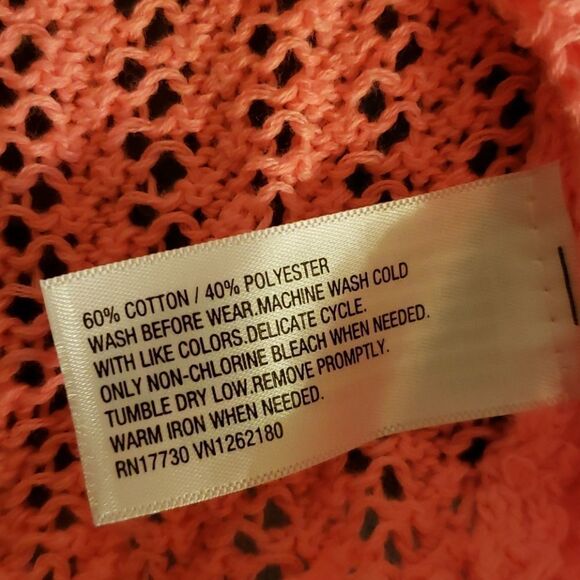 60% COTTON / 40% POLYESTER
WASH BEFORE WEAR.MACHINE WASH COLD
WITH LIKE COLORS.DELICATE CYCLE.
ONLY NON-CHLORINE BLEACH WHEN NEEDED.
TUMBLE DRY LOW.REMOVE PROMPTLY.
WARM IRON WHEN NEEDED.
RN17730 VN1262180